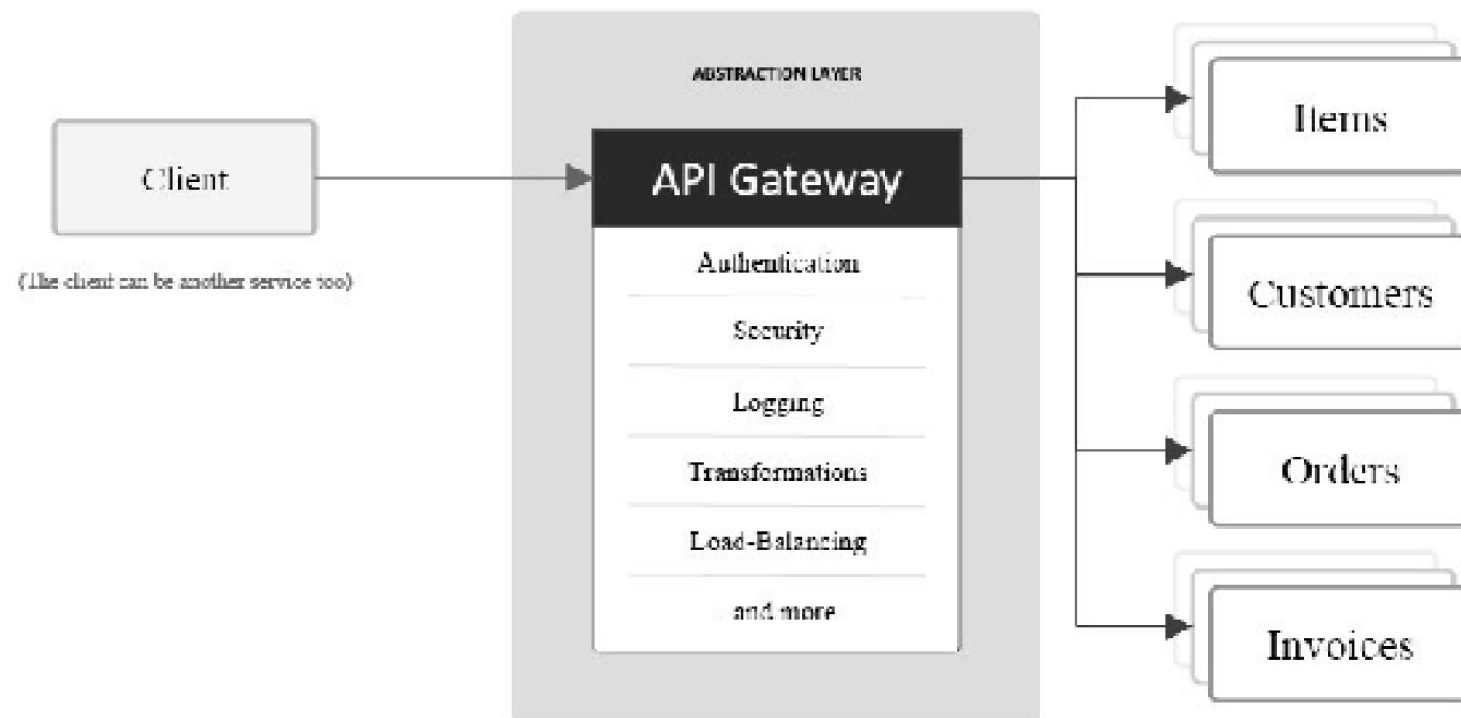 ABSTRACTION LAYER
Client
(The client can be another service too)
API Gateway
Authentication
Security
Logging
Transformations
Load-Balancing
and more
Items
Customers
Orders
Invoices